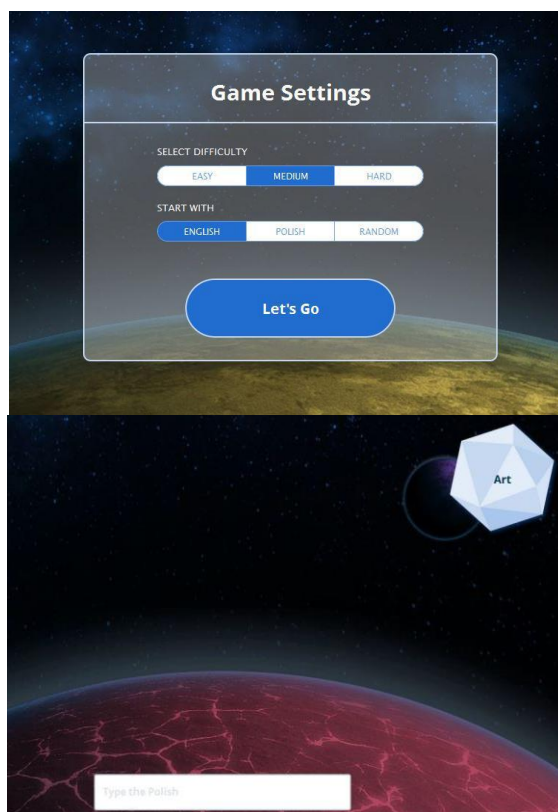 Game Settings
SELECT DIFFICULTY
EASY MEDIUM HARD
START WITH
ENGLISH POLISH RANDOM
Let's Go
Art
Type the Polish